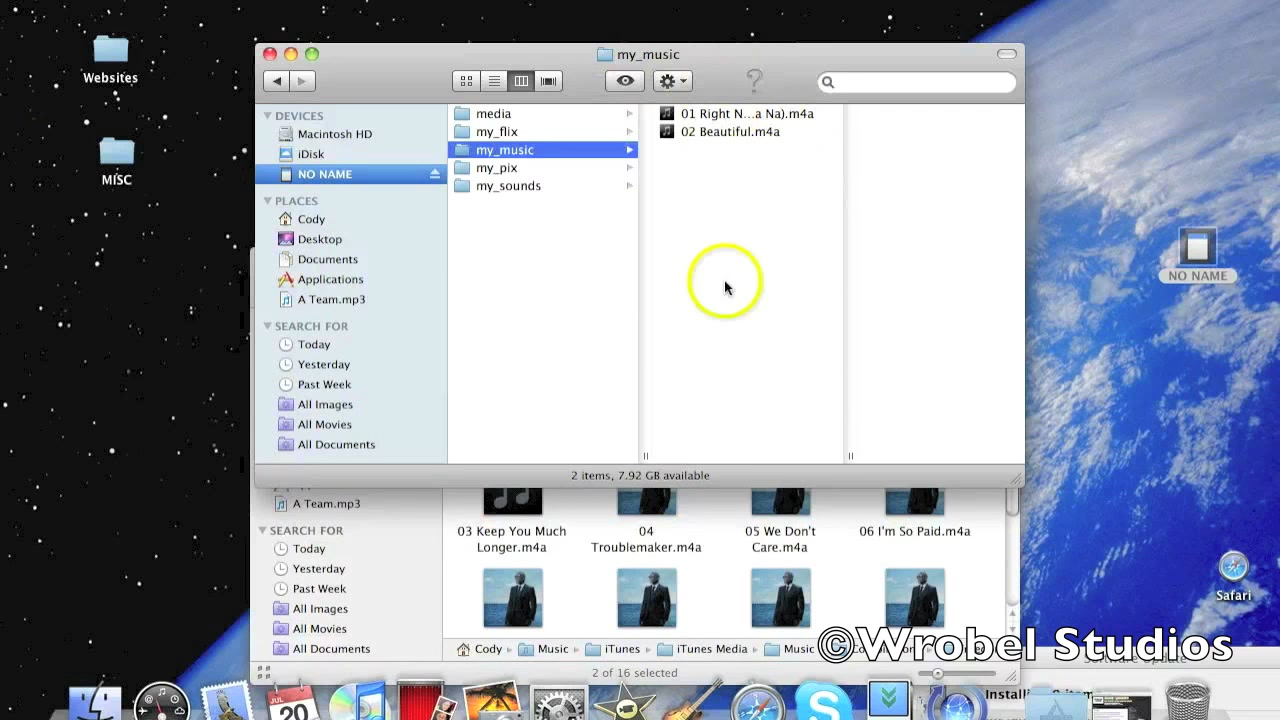 Websites
MISC
my_music
DEVICES
Macintosh HD
iDisk
NO NAME
PLACES
Cody
Desktop
Documents
Applications
A Team.mp3
SEARCH FOR
Today
Yesterday
Past Week
All Images
All Movies
All Documents
media
my_flix
my_music
my_pix
my_sounds
01 Right N...a Na).m4a
02 Beautiful.m4a
2 items, 7.92 GB available
NO NAME
Safari
A Team.mp3
SEARCH FOR
Today
Yesterday
Past Week
All Images
All Movies
All Documents
03 Keep You Much
Longer.m4a
04
Troublemaker.m4a
05 We Don't
Care.m4a
06 I'm So Paid.m4a
Cody
Music
iTunes
iTunes Media
Music
2 of 16 selected
©Wrobel Studios
Software Update
JUL
20